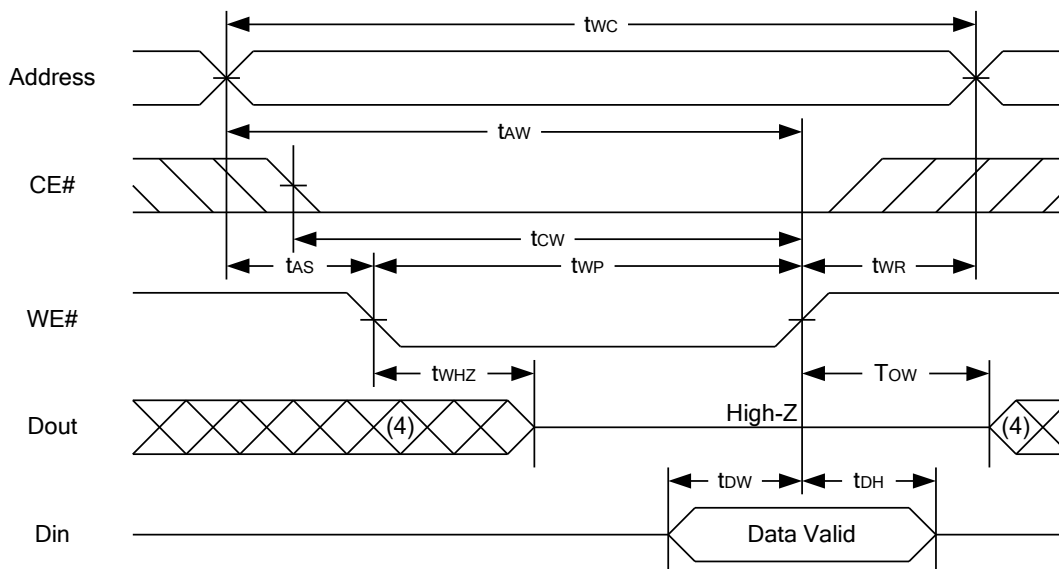 tWC
Address
tAW
CE#
tCW
tAS
tWP
tWR
WE#
tWHZ
TOW
Dout
(4)
High-Z
(4)
tDW
tDH
Din
Data Valid